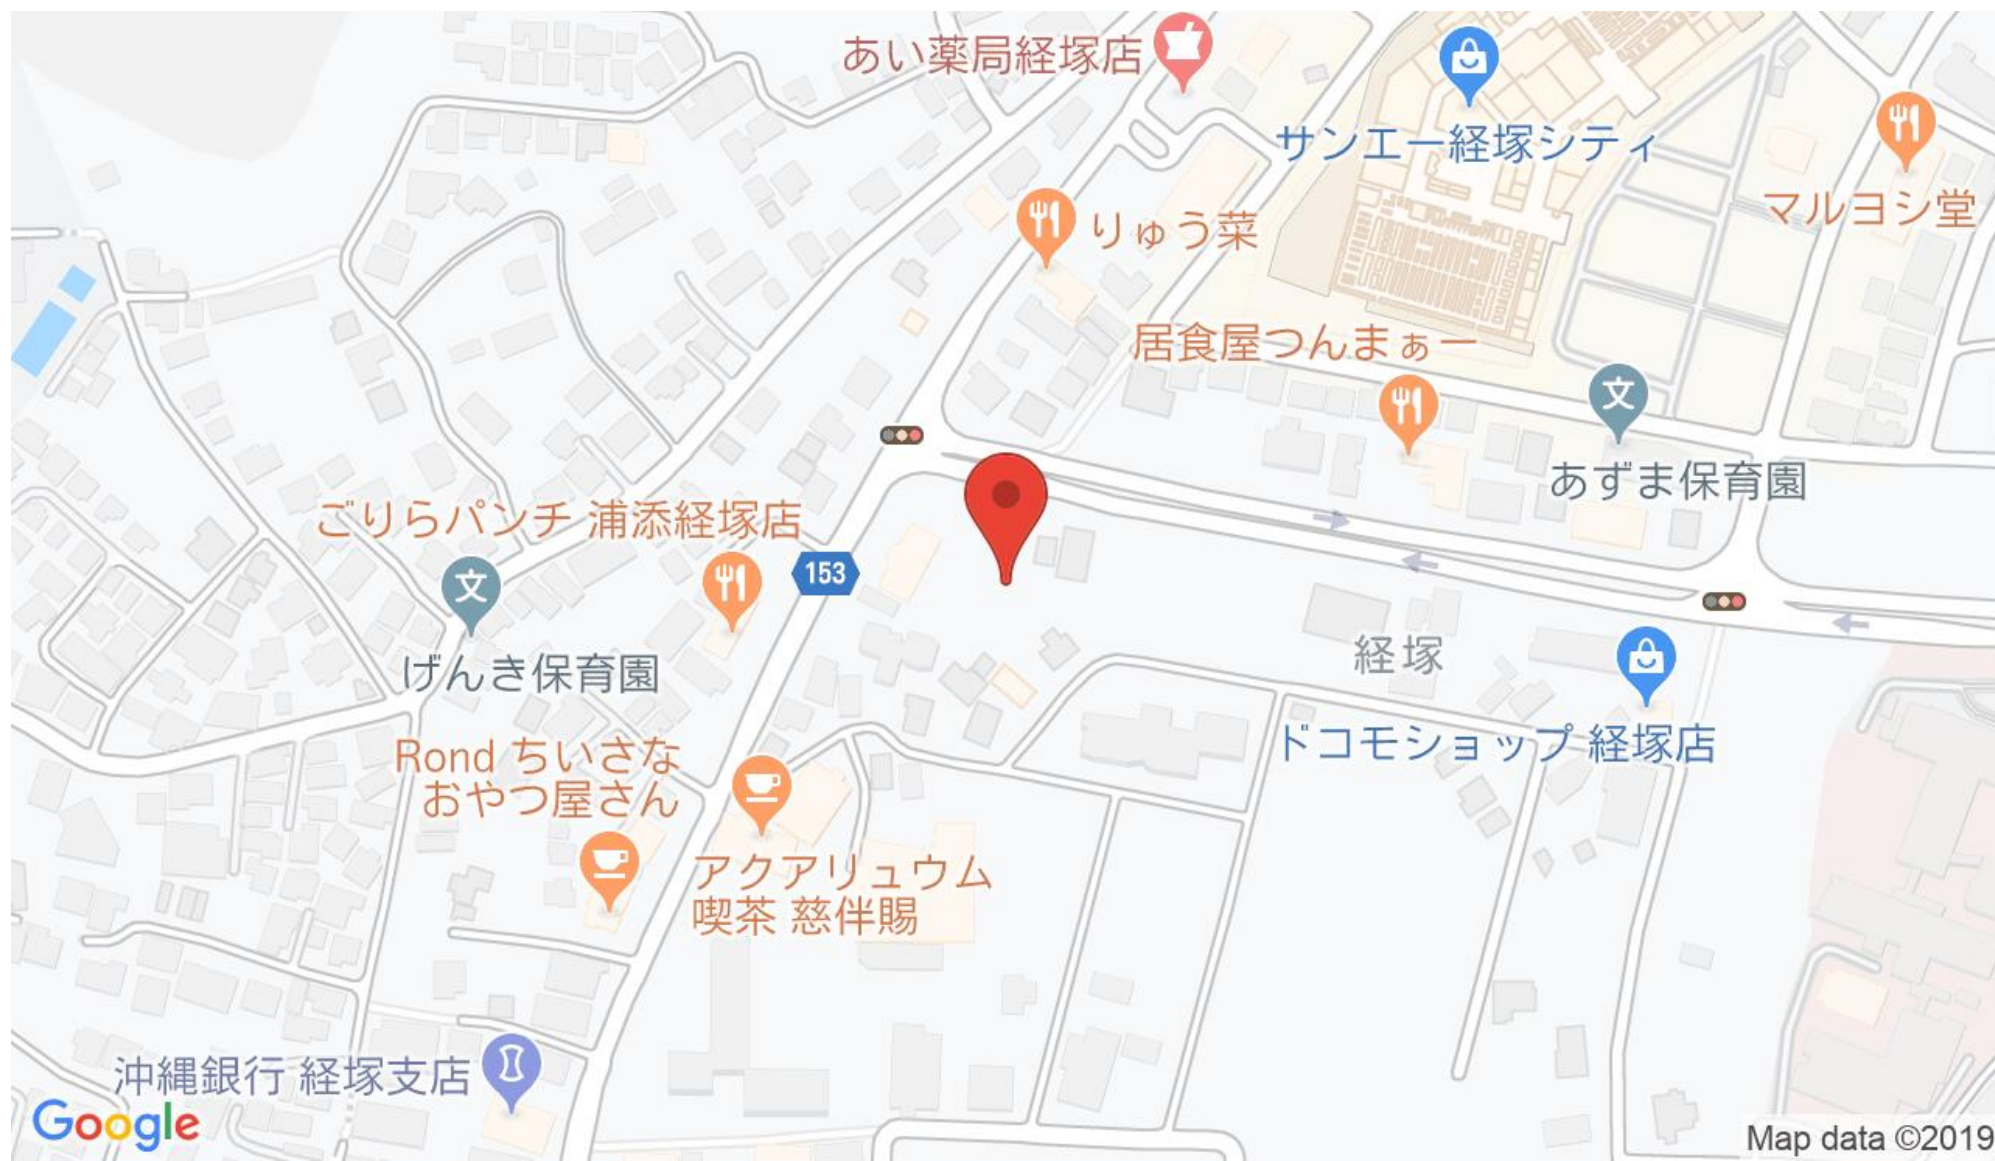 あい薬局経塚店
サンエー経塚シティ
マルヨシ堂
りゅう菜
居食屋つんまぁー
文
あずま保育園
ごりらパンチ 浦添経塚店
153
文
げんき保育園
経塚
ドコモショップ 経塚店
Rond ちいさな
おやつ屋さん
アクアリュウム
喫茶 慈伴賜
沖縄銀行 経塚支店
Google
Map data ©2019